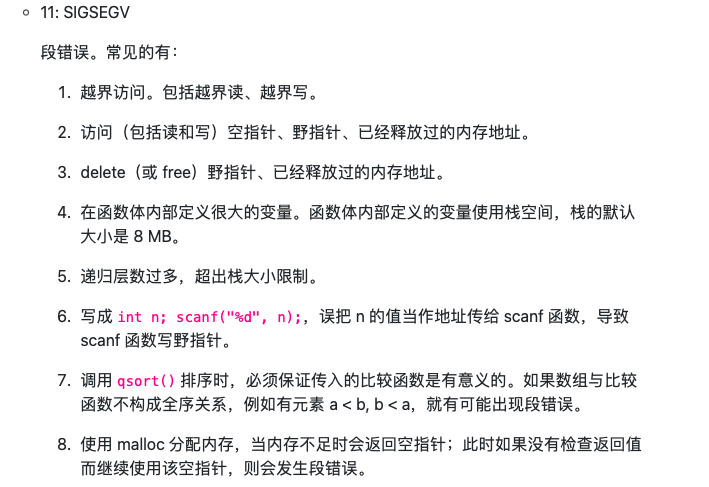 11: SIGSEGV
段错误。常见的有：
1. 越界访问。包括越界读、越界写。
2. 访问（包括读和写）空指针、野指针、已经释放过的内存地址。
3. delete（或 free）野指针、已经释放过的内存地址。
4. 在函数体内部定义很大的变量。函数体内部定义的变量使用栈空间，栈的默认
大小是 8 MB。
5. 递归层数过多，超出栈大小限制。
6. 写成 int n; scanf("%d", n);，误把 n 的值当作地址传给 scanf 函数，导致
scanf 函数写野指针。
7. 调用 qsort() 排序时，必须保证传入的比较函数是有意义的。如果数组与比较
函数不构成全序关系，例如有元素 a < b, b < a，就有可能出现段错误。
8. 使用 malloc 分配内存，当内存不足时会返回空指针；此时如果没有检查返回值
而继续使用该空指针，则会发生段错误。